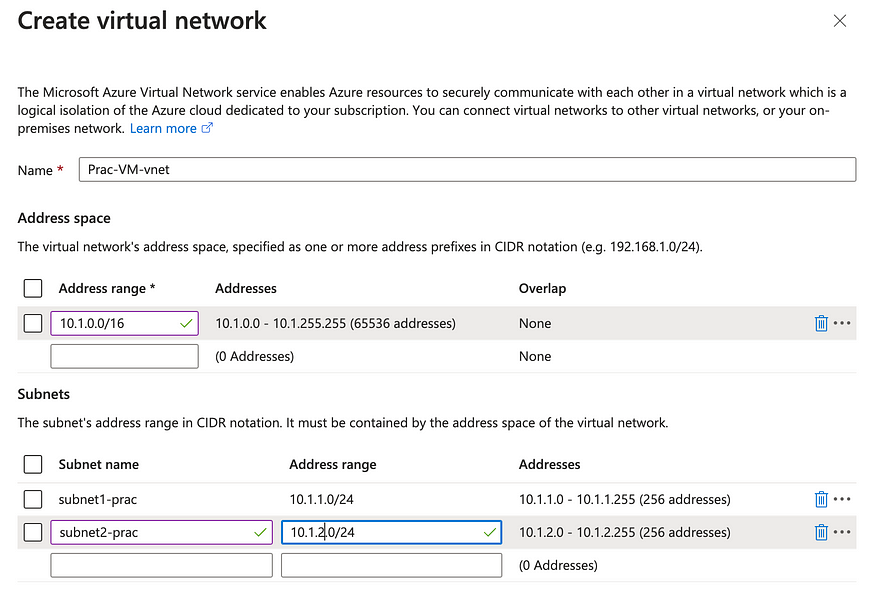 Create virtual network
The Microsoft Azure Virtual Network service enables Azure resources to securely communicate with each other in a virtual network which is a
logical isolation of the Azure cloud dedicated to your subscription. You can connect virtual networks to other virtual networks, or your on-
premises network. Learn more
Name *
Prac-VM-vnet
Address space
The virtual network's address space, specified as one or more address prefixes in CIDR notation (e.g. 192.168.1.0/24).
Address range * Addresses Overlap
10.1.0.0/16 10.1.0.0 - 10.1.255.255 (65536 addresses) None
(0 Addresses) None
Subnets
The subnet's address range in CIDR notation. It must be contained by the address space of the virtual network.
Subnet name Address range Addresses
subnet1-prac 10.1.1.0/24 10.1.1.0 - 10.1.1.255 (256 addresses)
subnet2-prac 10.1.2.0/24 10.1.2.0 - 10.1.2.255 (256 addresses)
(0 Addresses)